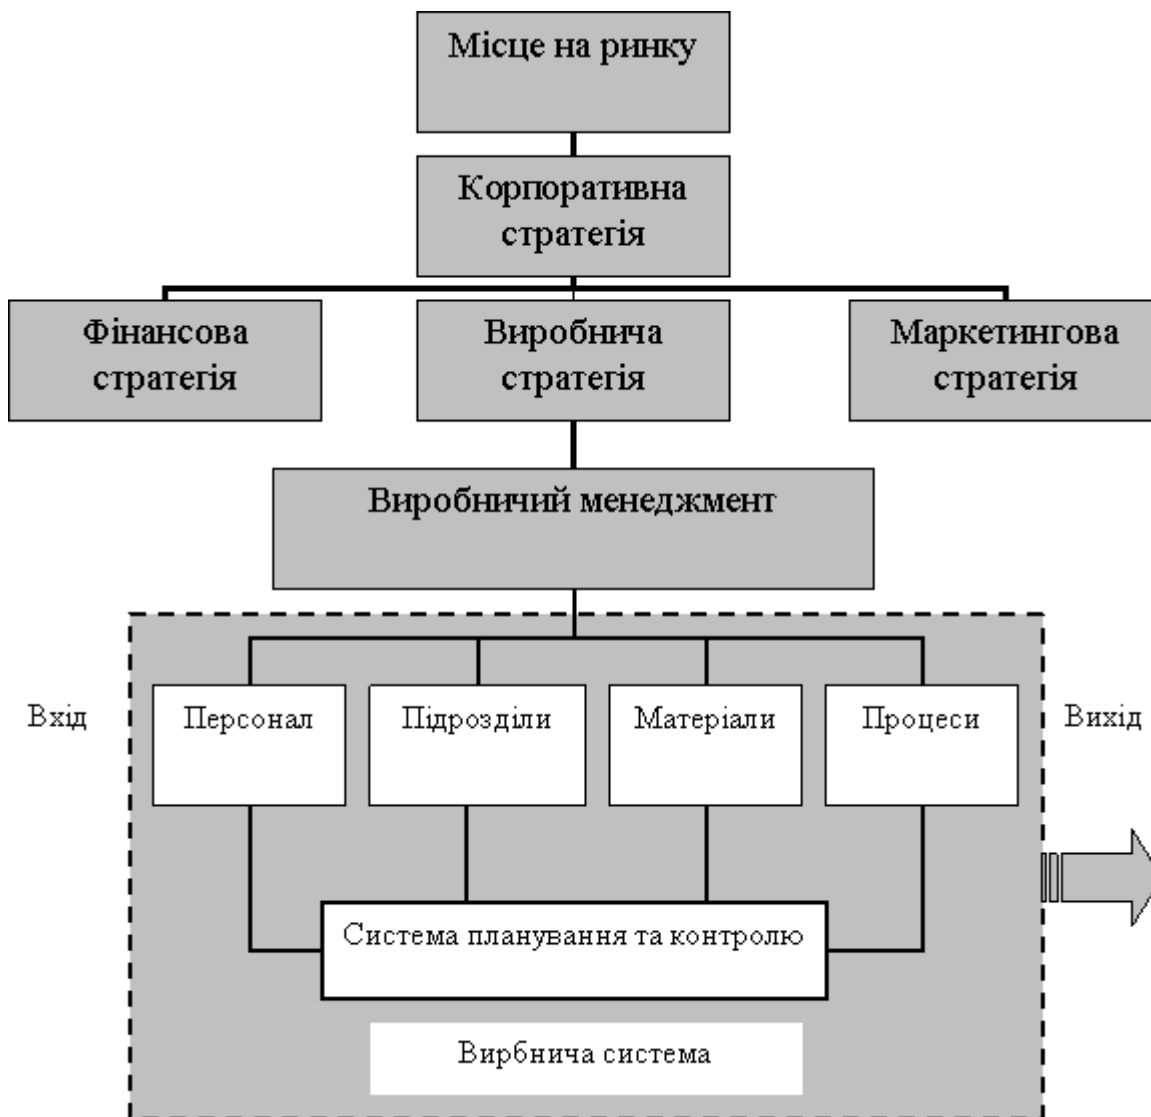 Місце на ринку
Корпоративна
стратегія
Фінансова
стратегія
Виробнича
стратегія
Маркетингова
стратегія
Виробничий менеджмент
Вхід
Персонал
Підрозділи
Матеріали
Процеси
Вихід
Система планування та контролю
Вирбнича система